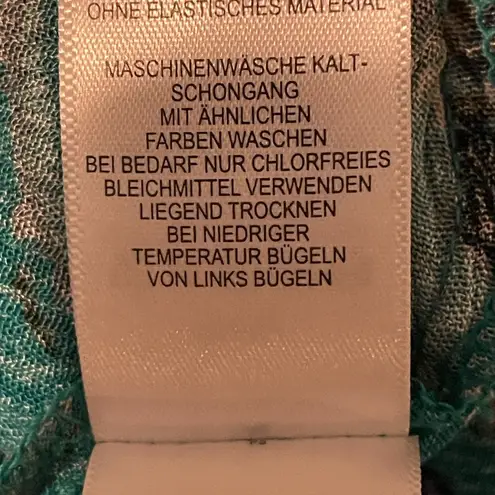 OHNE ELASTISCHES MATERIAL
MASCHINENWÄSCHE KALT-
SCHONGANG
MIT ÄHNLICHEN
FARBEN WASCHEN
BEI BEDARF NUR CHLORFREIES
BLEICHMITTEL VERWENDEN
LIEGEND TROCKNEN
BEI NIEDRIGER
TEMPERATUR BÜGELN
VON LINKS BÜGELN